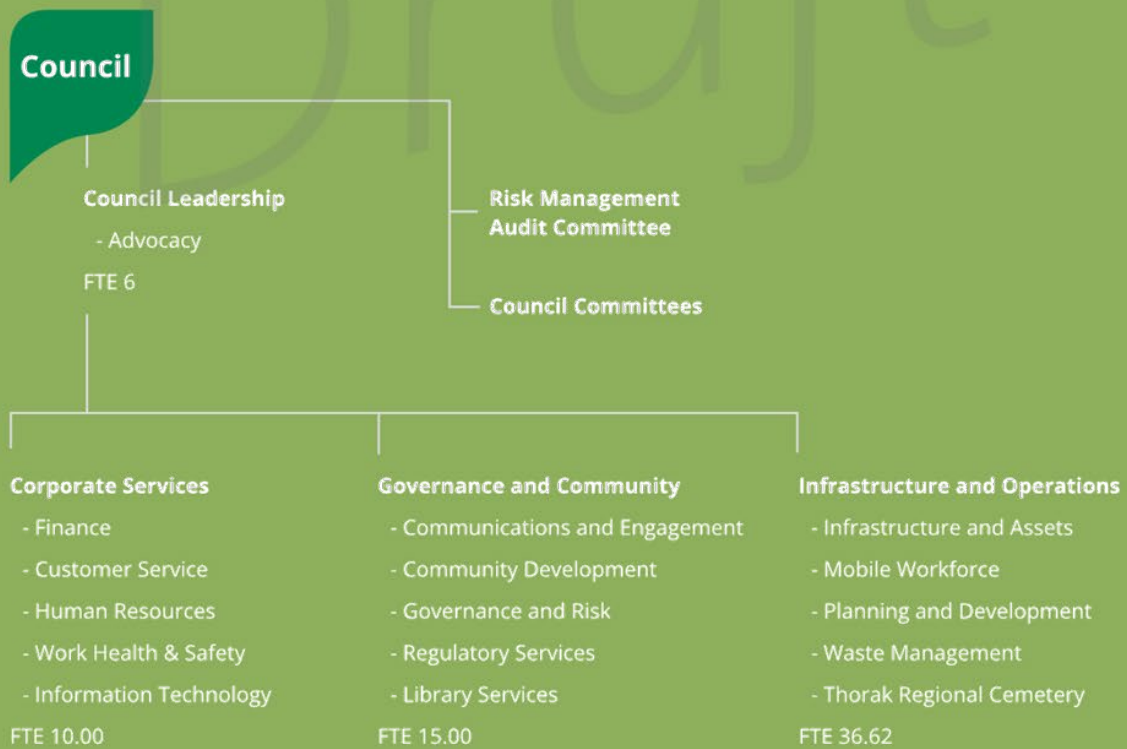 Draft
Council
Council Leadership
- Advocacy
FTE 6
Risk Management
Audit Committee
Council Committees
Corporate Services
- Finance
- Customer Service
- Human Resources
- Work Health & Safety
- Information Technology
FTE 10.00
Governance and Community
- Communications and Engagement
- Community Development
- Governance and Risk
- Regulatory Services
- Library Services
FTE 15.00
Infrastructure and Operations
- Infrastructure and Assets
- Mobile Workforce
- Planning and Development
- Waste Management
- Thorak Regional Cemetery
FTE 36.62